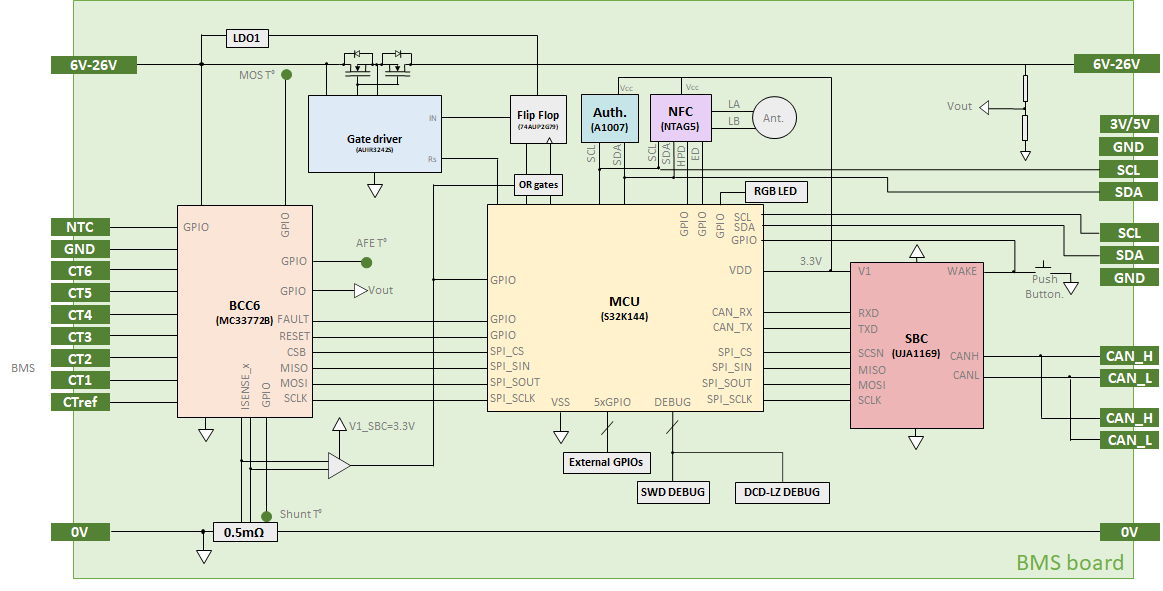 LDO1
6V-26V
6V-26V
MOS T°
Vcc
Vcc
Gate driver
(AUIR3242S)
IN
Rs
Flip Flop
(74AUP2G79)
Auth.
(A1007)
NFC
(NTAG5)
LA
LB
Ant.
Vout
3V/5V
GND
SCL
SDA
SCL
SDA
SCL
SDA
HPD
ED
OR gates
RGB LED
NTC
GND
CT6
CT5
CT4
CT3
CT2
CT1
CTref
BMS
GPIO
GPIO
GPIO
GPIO
BCC6
(MC33772B)
FAULT
RESET
CSB
MISO
MOSI
SCLK
ISENSE_x
GPIO
AFE T°
Vout
GPIO
GPIO
GPIO
SCL
SDA
GPIO
GPIO
VDD
MCU
(S32K144)
GPIO
GPIO
SPI_CS
SPI_SIN
SPI_SOUT
SPI_SCLK
CAN_RX
CAN_TX
SPI_CS
SPI_SIN
SPI_SOUT
SPI_SCLK
VSS
5xGPIO
DEBUG
3.3V
V1
WAKE
RXD
TXD
SBC
(UJA1169)
SCSN
MISO
MOSI
SCLK
CANH
CANL
Push
Button.
SCL
SDA
GND
CAN_H
CAN_L
CAN_H
CAN_L
V1_SBC=3.3V
External GPIOs
SWD DEBUG
DCD-LZ DEBUG
Shunt T°
0V
0.5mΩ
0V
BMS board